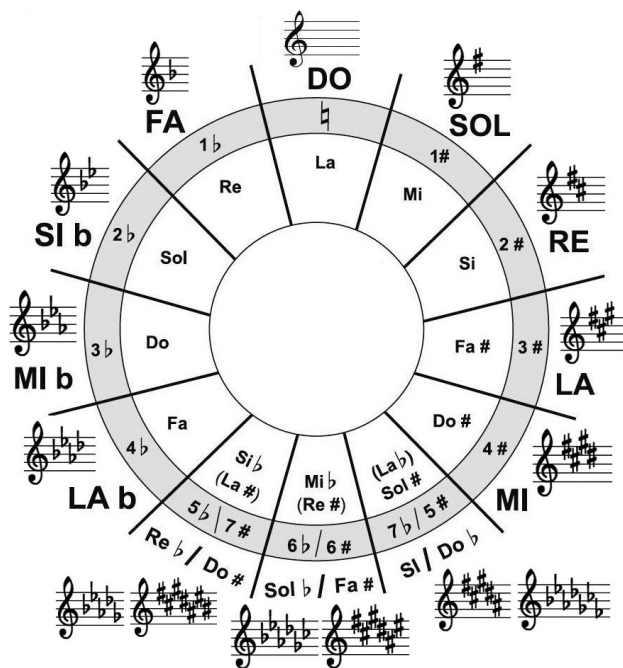 DO
SOL
RE
LA
MI
SI / Do ♭
Sol ♭ / Fa #
Re ♭ / Do #
LA b
MI b
SI b
FA
♮
1#
2 #
3 #
4 #
7♭/ 5#
6♭/ 6#
5♭\ 7#
4♭
3♭
2♭
1♭
La
Mi
Si
Fa #
Do #
(La♭)
Sol #
Mi♭
(Re #)
Si♭
(La #)
Fa
Do
Sol
Re